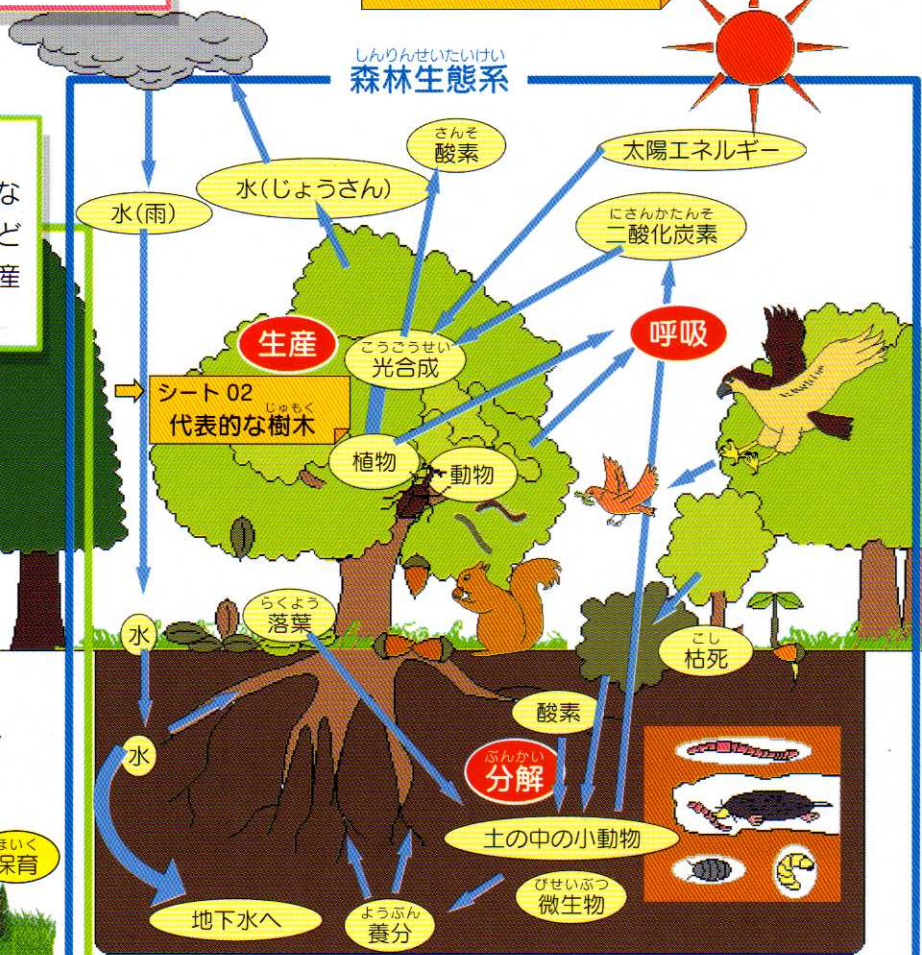 しんりんせいたいけい
森林生態系
さんそ
酸素
太陽エネルギー
な
水(じょうさん)
水(雨)
にさんかたんそ
二酸化炭素
ど
産
生産
呼吸
こうごうせい
光合成
シート 02
じゅもく
代表的な樹木
植物
動物
らくよう
落葉
水
こし
枯死
酸素
水
ぶんかい
分解
ほいく
保育
土の中の小動物
びせいぶつ
微生物
地下水へ
ようぶん
養分